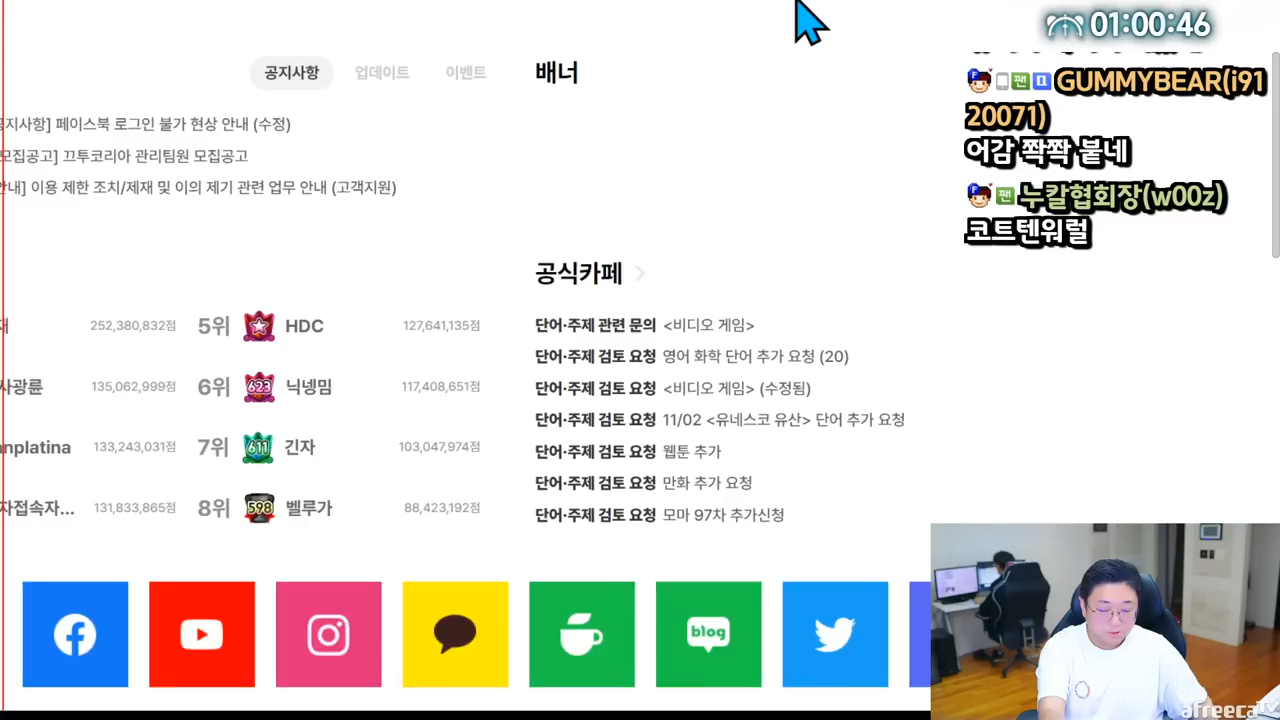 01:00:46
공지사항 업데이트 이벤트
배너
페이스북 로그인 불가 현상 안내 (수정)
모집공고] 끄투코리아 관리팀원 모집공고
이용 제한 조치/제재 및 이의 제기 관련 업무 안내 (고객지원)
GUMMYBEAR(i91
20071)
어감 쫙쫙 붙네
누칼협회장(w00z)
코트텐워럴
공식카페
252,380,832점 5위 HDC 127,641,135점
135,062,999점 6위 623 닉넹밈 117,408,651점
nplatina 133,243,031점 7위 611 긴자 103,047,974점
자접속자... 131,833,865점 8위 598 벨루가 88,423,192점
단어·주제 관련 문의 <비디오 게임>
단어·주제 검토 요청 영어 화학 단어 추가 요청 (20)
단어·주제 검토 요청 <비디오 게임> (수정됨)
단어·주제 검토 요청 11/02 <유네스코 유산> 단어 추가 요청
단어·주제 검토 요청 웹툰 추가
단어·주제 검토 요청 만화 추가 요청
단어·주제 검토 요청 모마 97차 추가신청
blog
afreecaTV